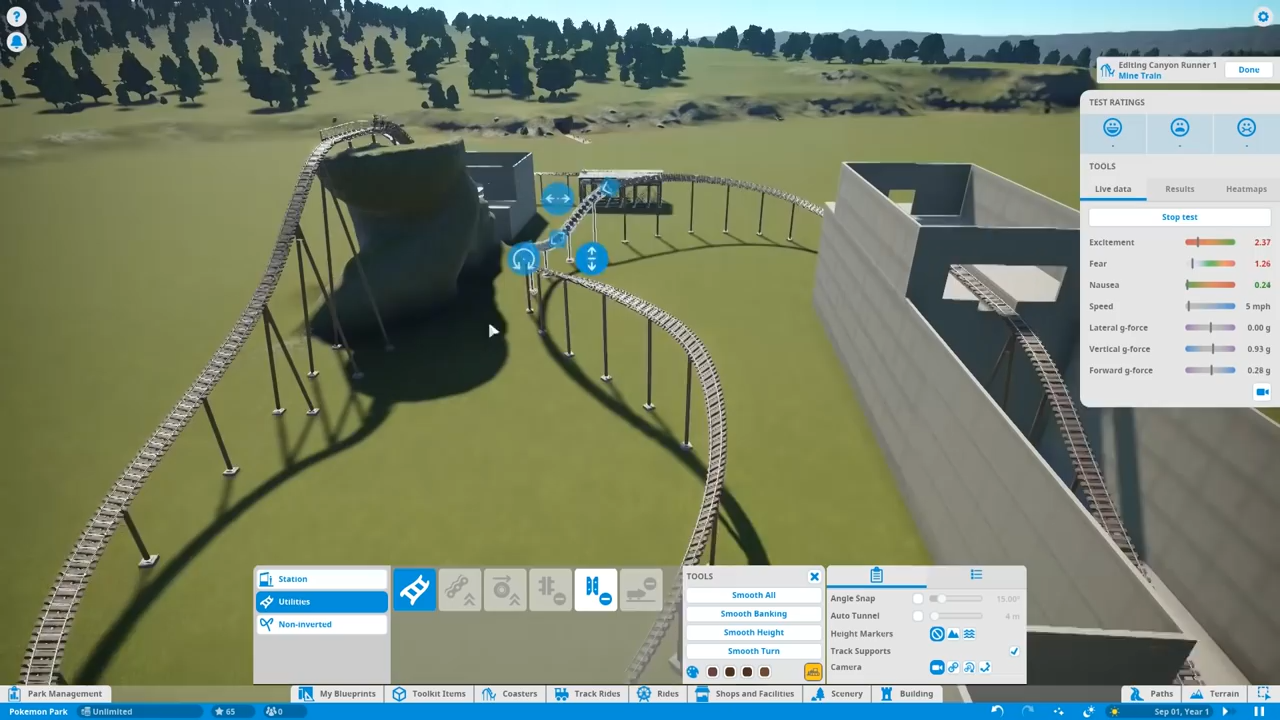 ?
Editing Canyon Runner 1
Mine Train
Done
TEST RATINGS
- - -
TOOLS
Live data Results Heatmaps
Stop test
Excitement 2.37
Fear 1.26
Nausea 0.24
Speed 5 mph
Lateral g-force 0.00 g
Vertical g-force 0.93 g
Forward g-force 0.28 g
Station
Utilities
Non-inverted
TOOLS
Smooth All
Smooth Banking
Smooth Height
Smooth Turn
Angle Snap 15.00°
Auto Tunnel 4 m
Height Markers
Track Supports
Camera
Park Management My Blueprints Toolkit Items Coasters Track Rides Rides Shops and Facilities Scenery Building Paths Terrain
Pokemon Park Unlimited 65 0 Sep 01, Year 1